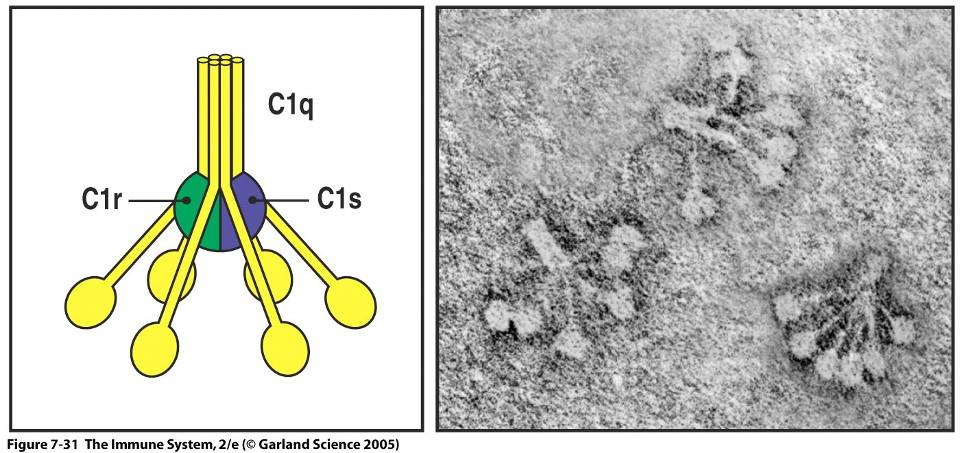 C1q
C1r
C1s
Figure 7-31 The Immune System, 2/e (© Garland Science 2005)